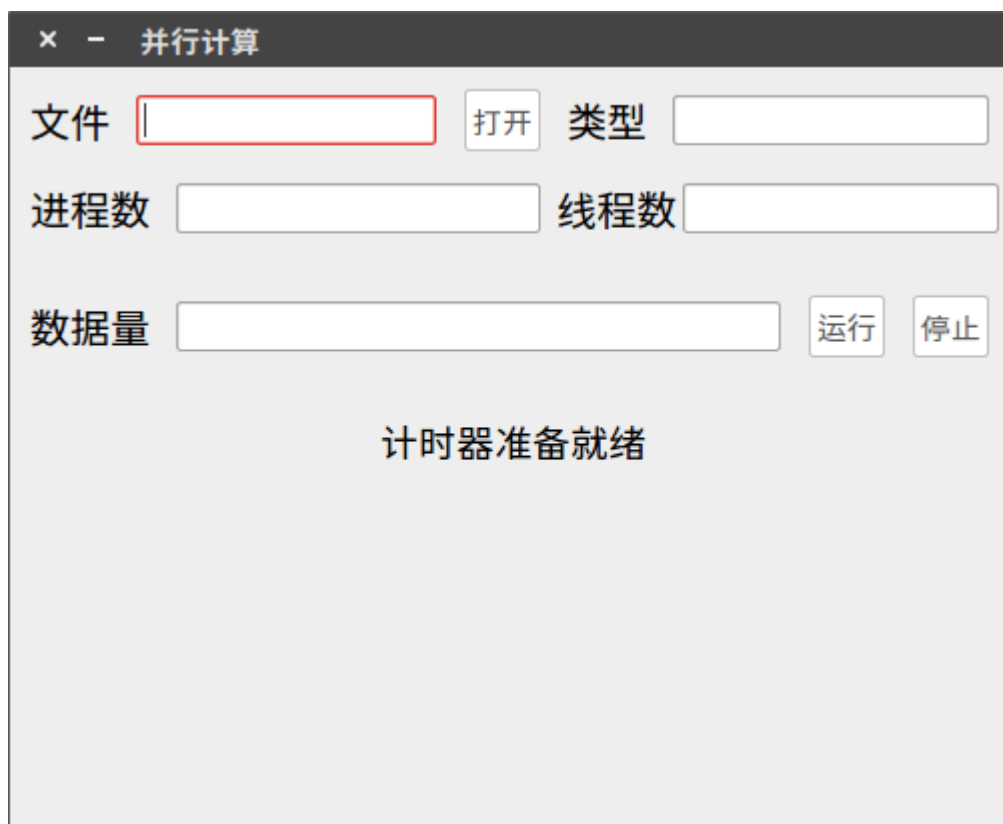 并行计算
文件 打开 类型
进程数 线程数
数据量 运行 停止
计时器准备就绪